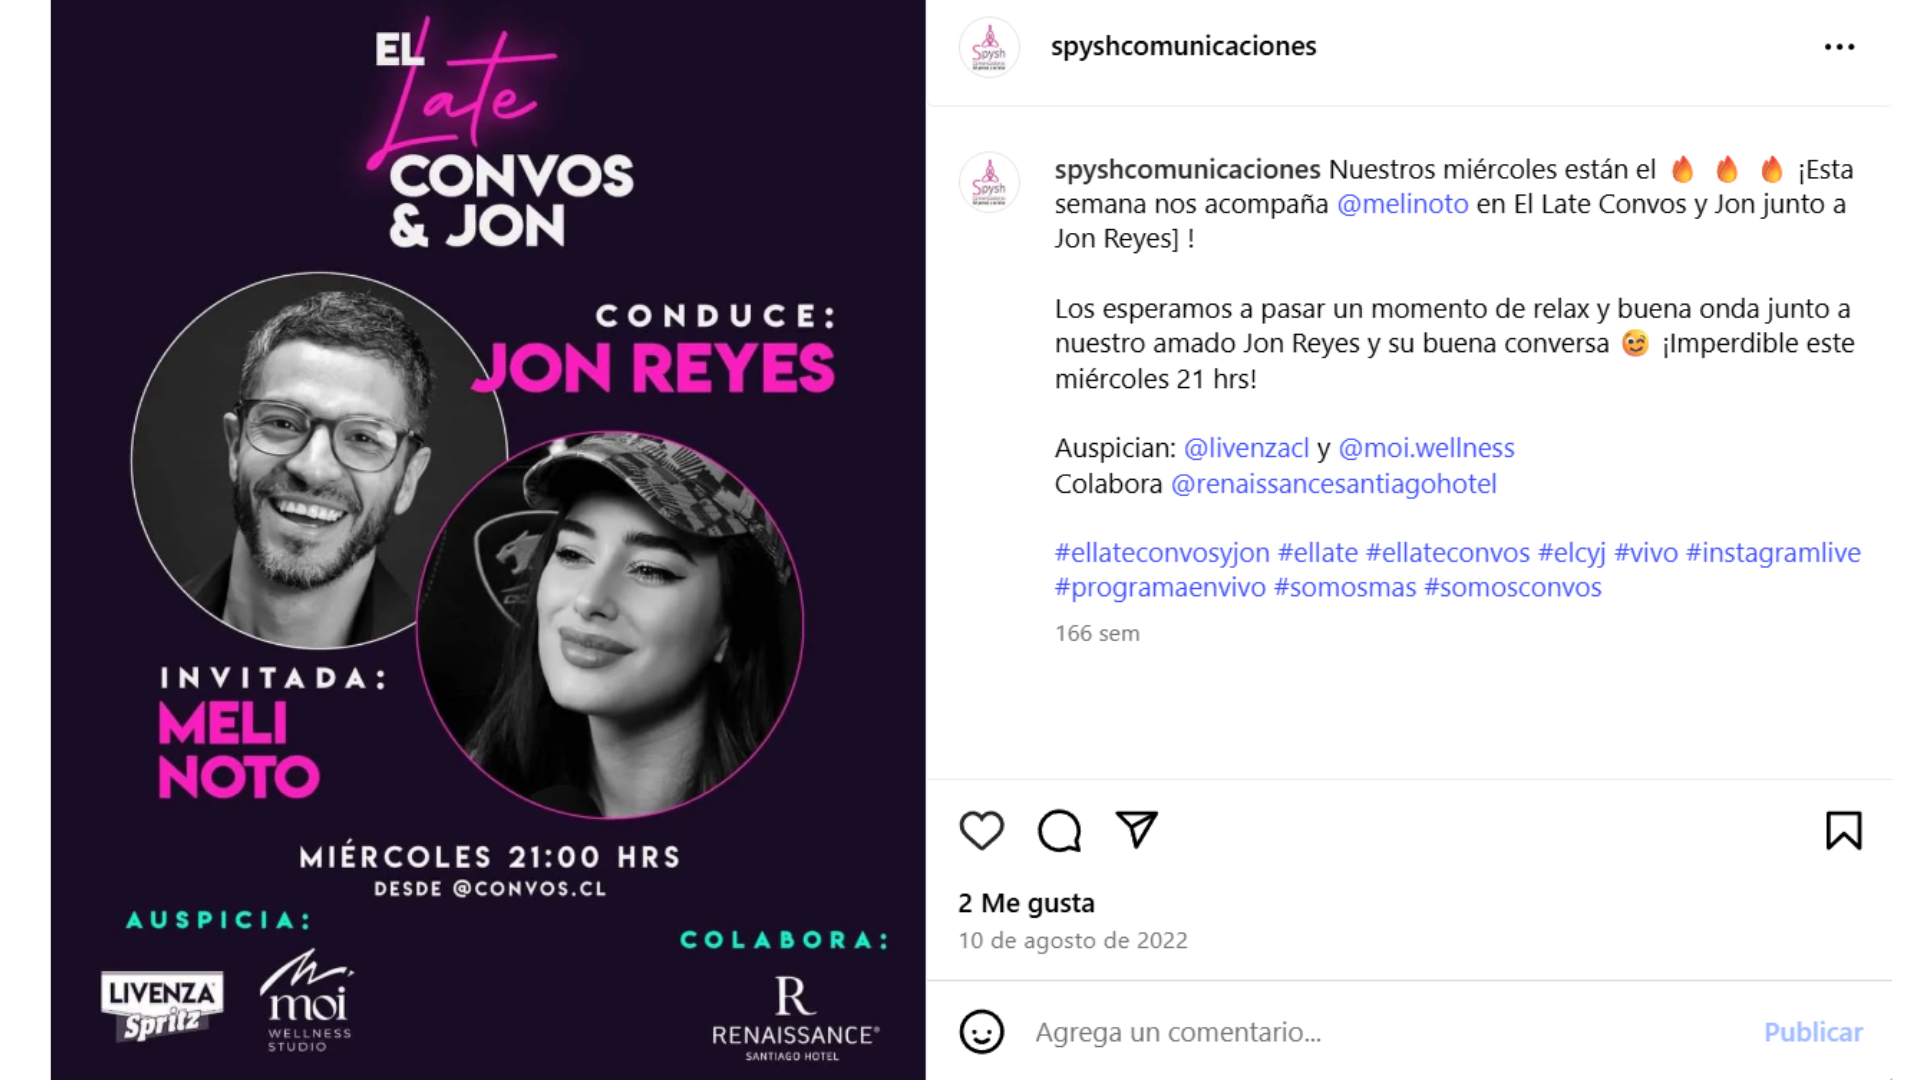 EL
Late
CONVOS
& JON
CONDUCE:
JON REYES
INVITADA:
MELI
NOTO
MIÉRCOLES 21:00 HRS
DESDE @CONVOS.CL
AUSPICIA:
LIVENZA
Spritz
moi
WELLNESS
STUDIO
COLABORA:
R
RENAISSANCE®
SANTIAGO HOTEL
Spysh
spyshcomunicaciones
Spysh
spyshcomunicaciones Nuestros miércoles están el 🔥 🔥 🔥 ¡Esta
semana nos acompaña @melinoto en El Late Convos y Jon junto a
Jon Reyes] !
Los esperamos a pasar un momento de relax y buena onda junto a
nuestro amado Jon Reyes y su buena conversa 😉 ¡Imperdible este
miércoles 21 hrs!
Auspician: @livenzacl y @moi.wellness
Colabora @renaissancesantiagohotel
#ellateconvosyjon #ellate #ellateconvos #elcyj #vivo #instagramlive
#programaenvivo #somosmas #somosconvos
166 sem
2 Me gusta
10 de agosto de 2022
Agrega un comentario...
Publicar